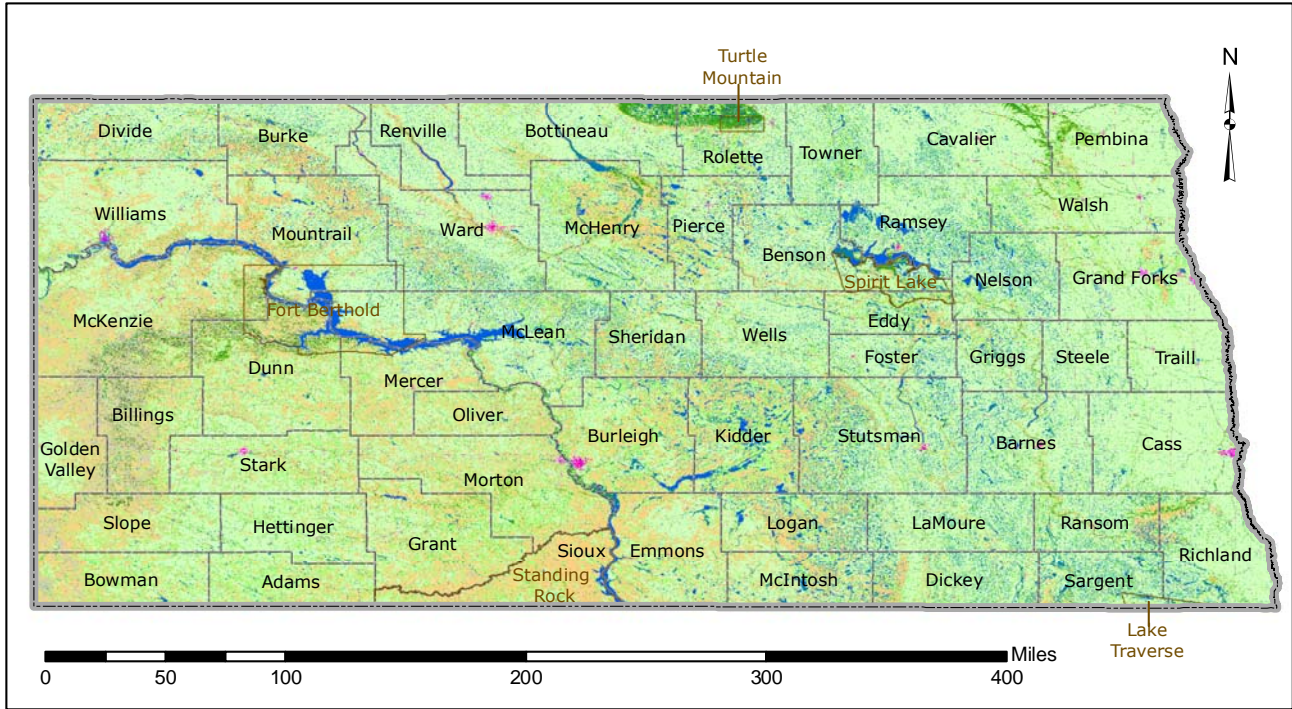 Turtle
Mountain
N
Divide
Burke
Renville
Bottineau
Rolette
Towner
Cavalier
Pembina
Williams
Mountrail
Ward
McHenry
Pierce
Benson
Ramsey
Walsh
Nelson
Grand Forks
Spirit Lake
McKenzie
Fort Berthold
McLean
Sheridan
Wells
Eddy
Foster
Griggs
Steele
Traill
Dunn
Mercer
Billings
Oliver
Golden
Valley
Stark
Burleigh
Kidder
Stutsman
Barnes
Cass
Morton
Slope
Hettinger
Grant
Sioux
Emmons
Logan
LaMoure
Ransom
Richland
Bowman
Adams
Standing
Rock
McIntosh
Dickey
Sargent
Lake
Traverse
Miles
0 50 100 200 300 400